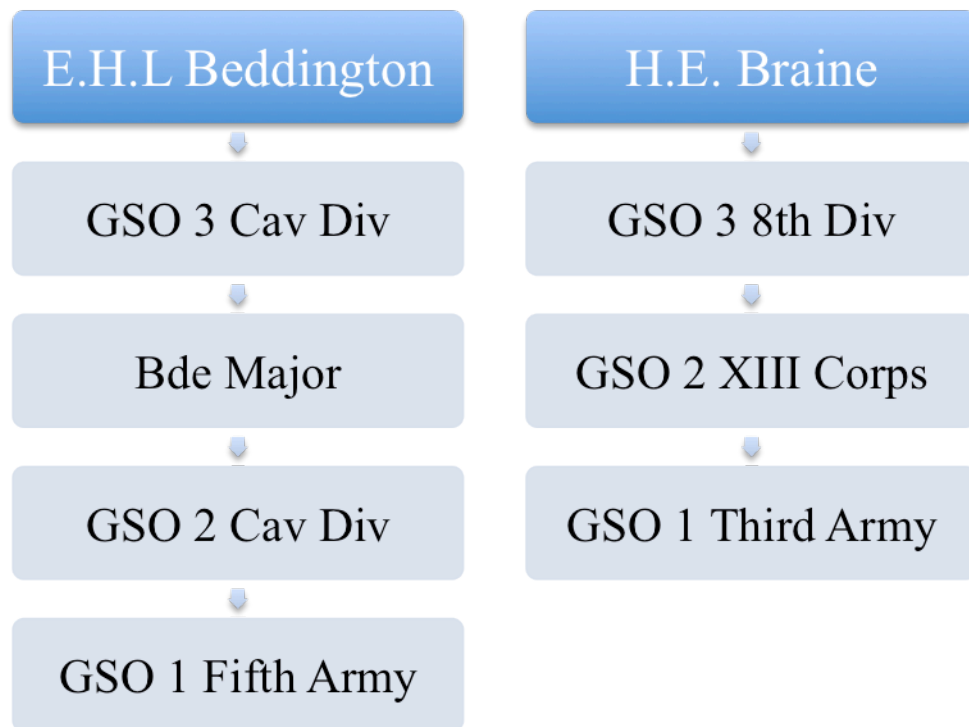 E.H.L Beddington
GSO 3 Cav Div
Bde Major
GSO 2 Cav Div
GSO 1 Fifth Army
H.E. Braine
GSO 3 8th Div
GSO 2 XIII Corps
GSO 1 Third Army